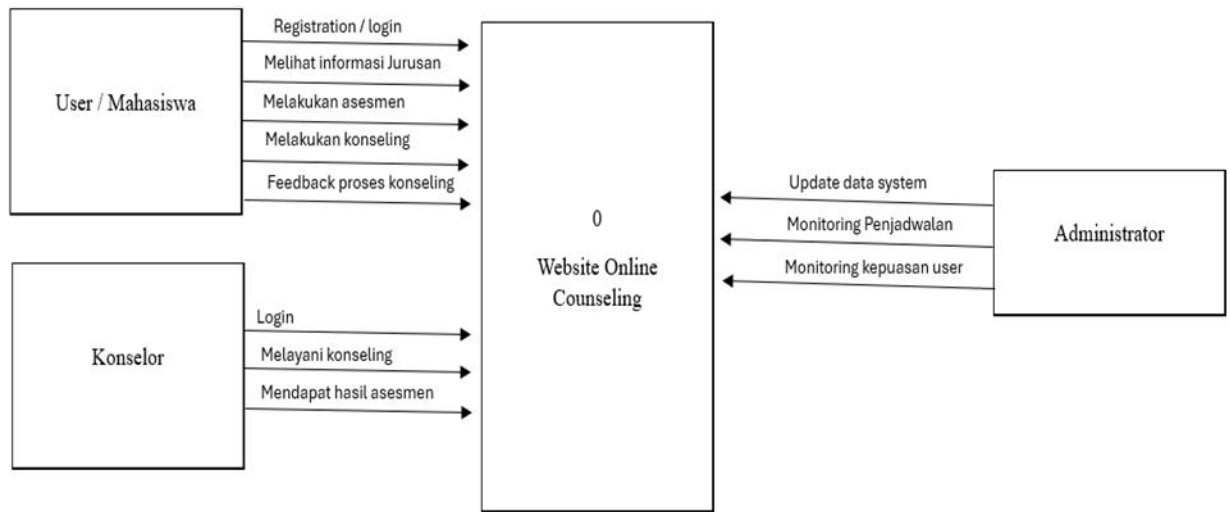 Registration / login
Melihat informasi Jurusan
User / Mahasiswa
Melakukan asesmen
Melakukan konseling
Feedback proses konseling
Konselor
Login
Melayani konseling
Mendapat hasil asesmen
0
Website Online
Counseling
Update data system
Monitoring Penjadwalan
Monitoring kepuasan user
Administrator